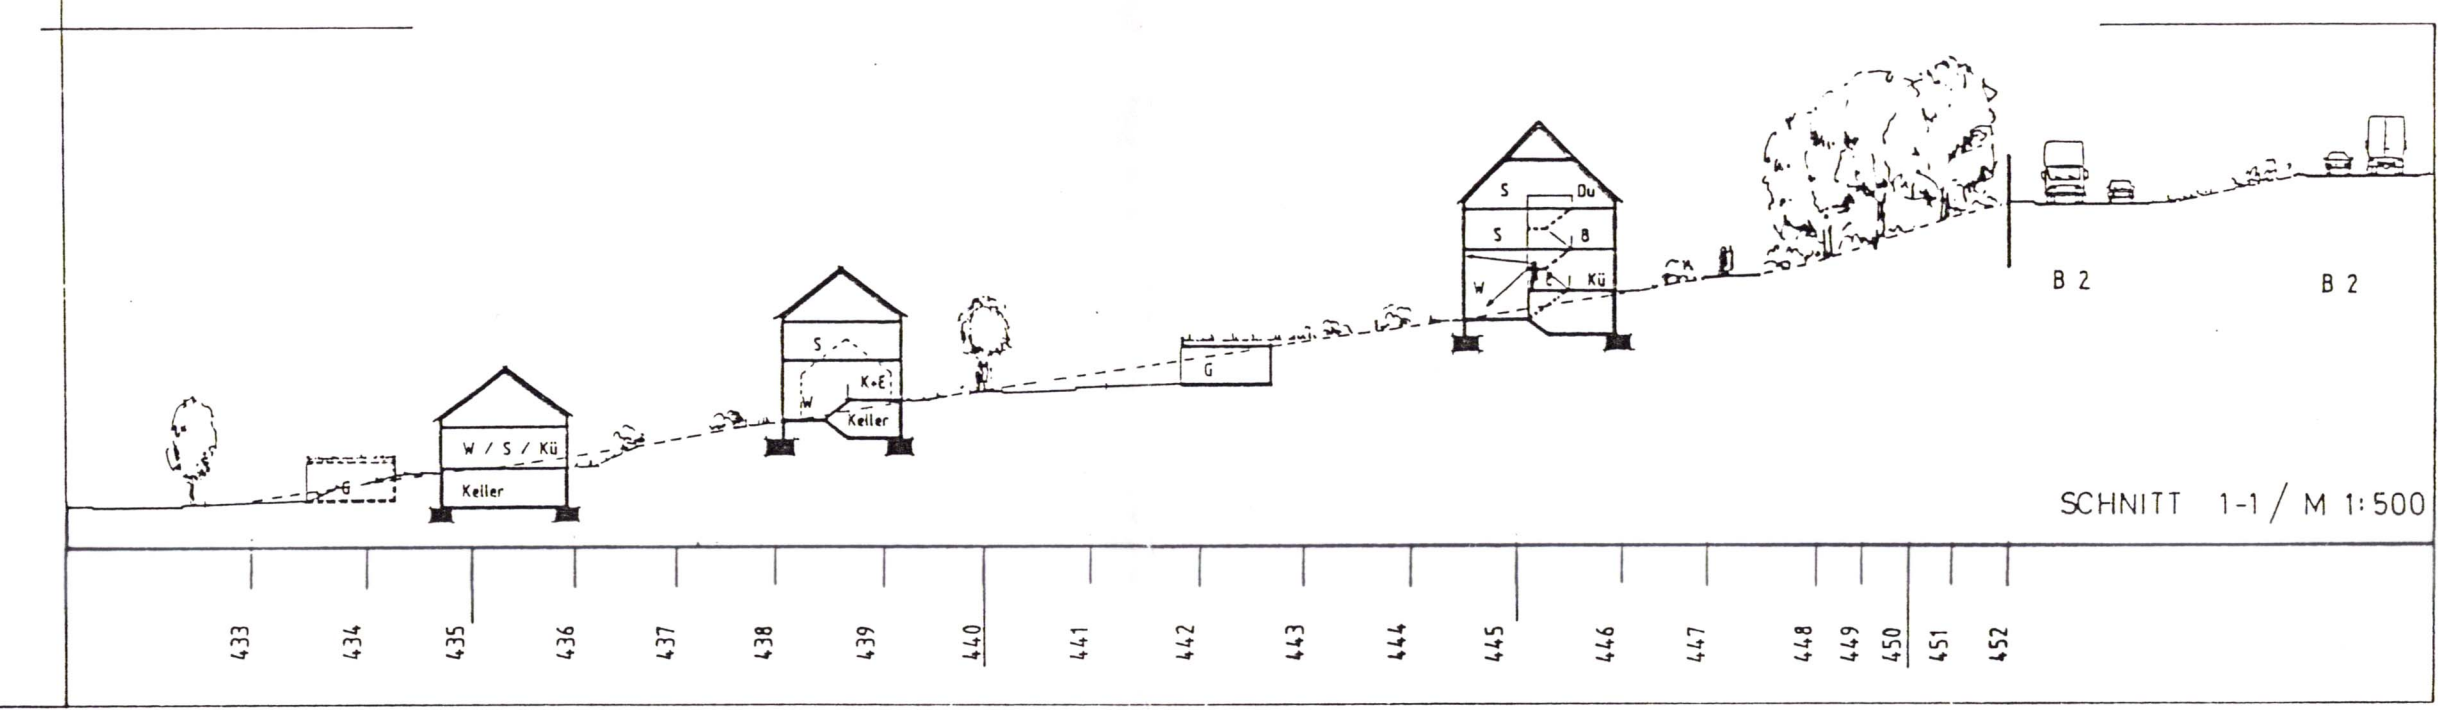 S Du
S B
W E Kü
B 2 B 2
S
K+E
W
Keller
G
W / S / Kü
Keller
G
SCHNITT 1-1 / M 1:500
433 434 435 436 437 438 439 440 441 442 443 444 445 446 447 448 449 450 451 452